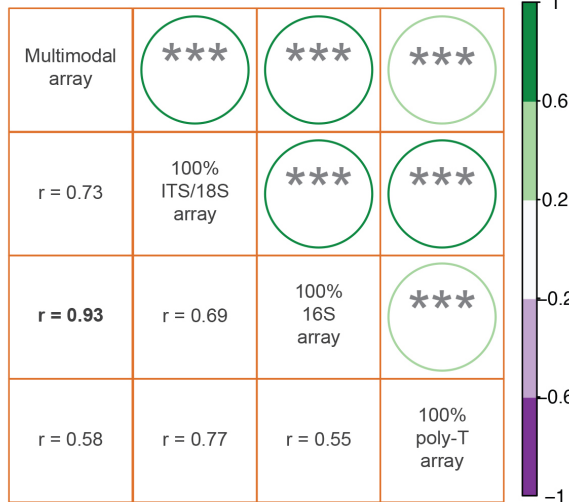 Multimodal
array
***
***
***
r = 0.73
100%
ITS/18S
array
***
***
r = 0.93
r = 0.69
100%
16S
array
***
r = 0.58
r = 0.77
r = 0.55
100%
poly-T
array
1
0.6
0.2
−0.2
−0.6
−1